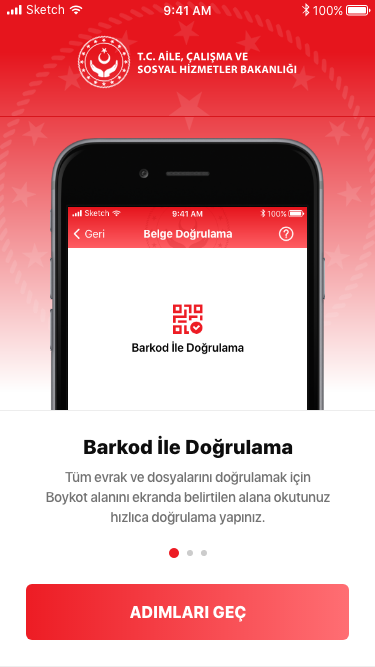 Sketch 9:41 AM 100%
T.C. AİLE, ÇALIŞMA VE
SOSYAL HİZMETLER BAKANLIĞI
Sketch 9:41 AM 100%
Geri Belge Doğrulama ?
Barkod İle Doğrulama
Barkod İle Doğrulama
Tüm evrak ve dosyalarını doğrulamak için
Boykot alanını ekranda belirtilen alana okutunuz
hızlıca doğrulama yapınız.
ADIMLARI GEÇ